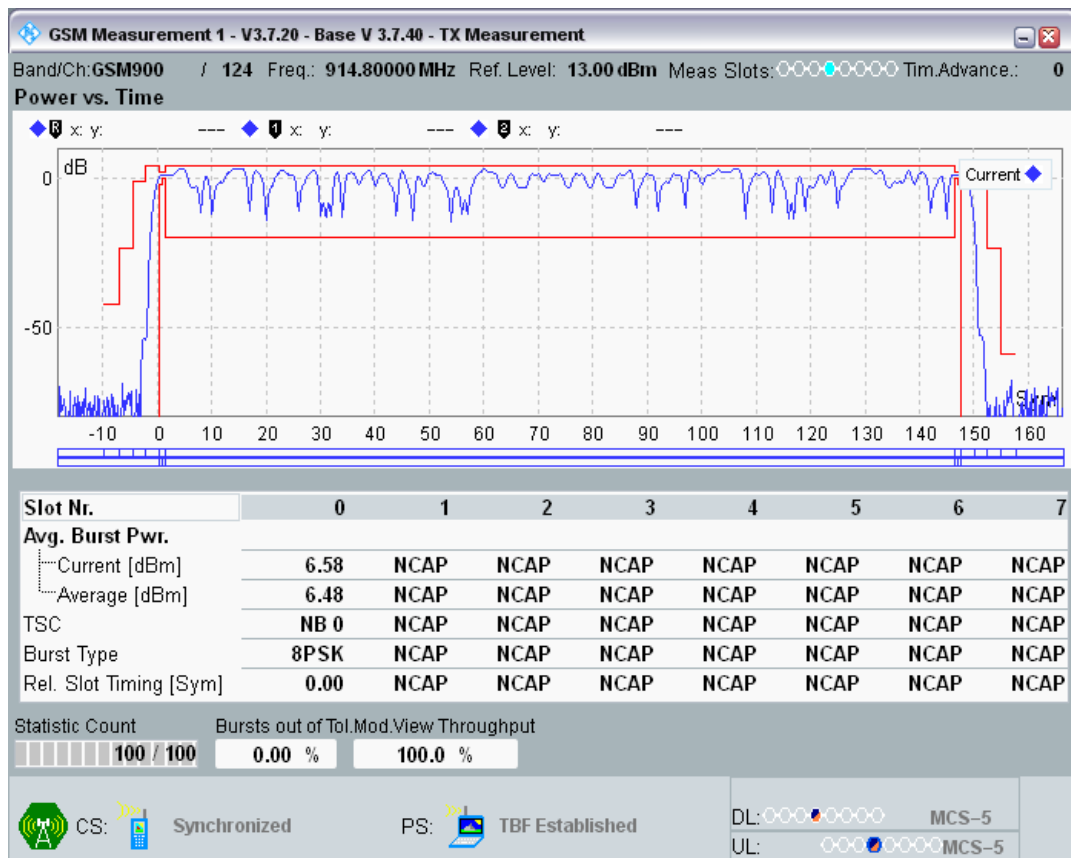 GSM Measurement 1 - V3.7.20 - Base V 3.7.40 - TX Measurement
Band/Ch:GSM900 / 124 Freq.: 914.80000 MHz Ref. Level: 13.00 dBm Meas Slots: Tim.Advance.: 0
Power vs. Time
R x: y: --- 1 x: y: --- 2 x: y: ---
dB
0
Current
-50
Sym
-10 0 10 20 30 40 50 60 70 80 90 100 110 120 130 140 150 160
Slot Nr. 0 1 2 3 4 5 6 7
Avg. Burst Pwr.
Current [dBm] 6.58 NCAP NCAP NCAP NCAP NCAP NCAP NCAP
Average [dBm] 6.48 NCAP NCAP NCAP NCAP NCAP NCAP NCAP
TSC NB 0 NCAP NCAP NCAP NCAP NCAP NCAP NCAP
Burst Type 8PSK NCAP NCAP NCAP NCAP NCAP NCAP NCAP
Rel. Slot Timing [Sym] 0.00 NCAP NCAP NCAP NCAP NCAP NCAP NCAP
Statistic Count Bursts out of Tol.Mod.View Throughput
100 / 100 0.00 % 100.0 %
CS: Synchronized PS: TBF Established
DL: MCS-5
UL: MCS-5